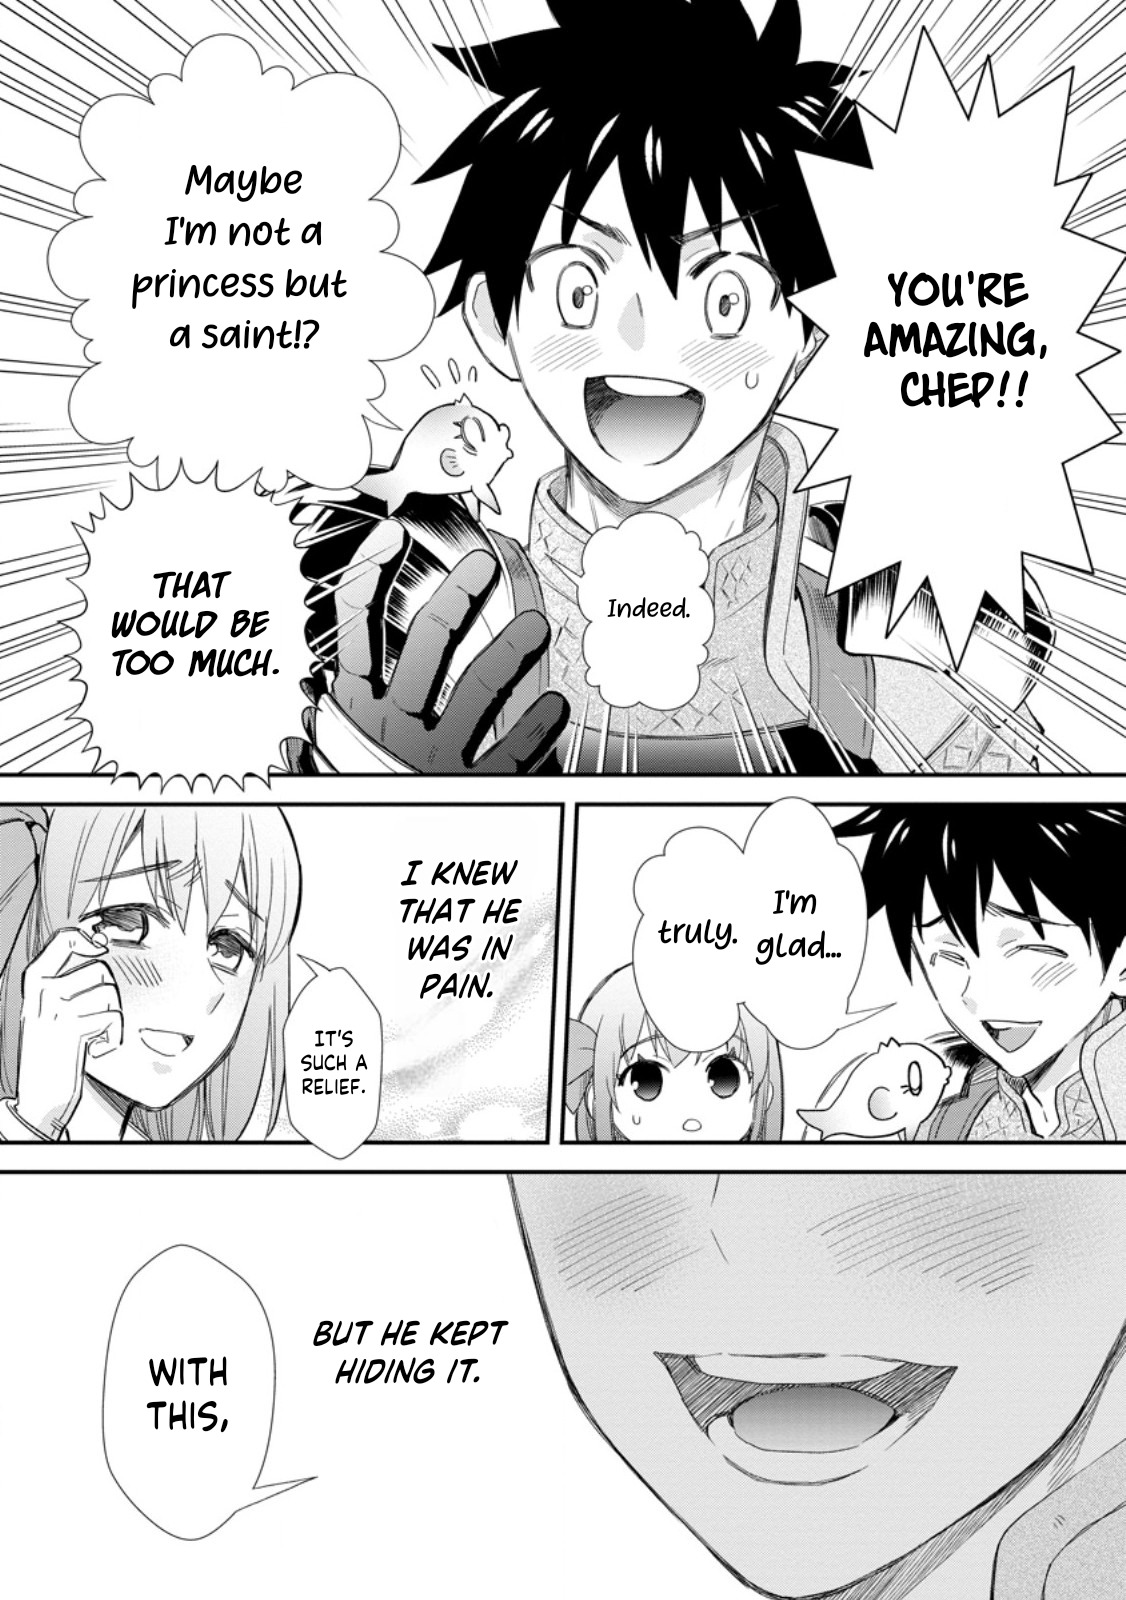 YOU'RE
AMAZING,
CHEP!!
Maybe
I'm not a
princess but
a saint!?
Indeed.
THAT
WOULD BE
TOO MUCH.
I'm
glad...
truly.
I KNEW
THAT HE
WAS IN
PAIN.
IT'S
SUCH A
RELIEF.
BUT HE KEPT
HIDING IT.
WITH
THIS,